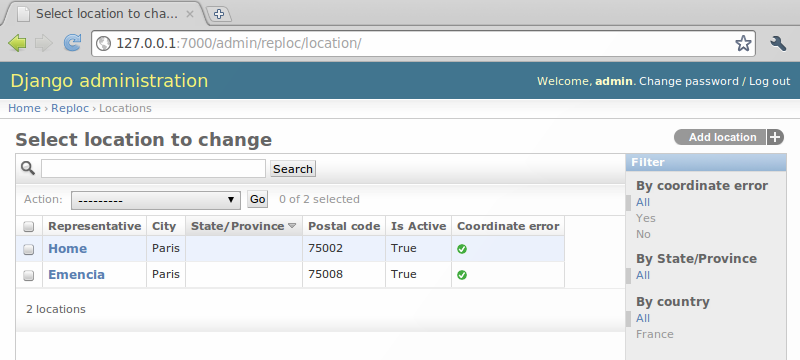 Select location to cha...
127.0.0.1:7000/admin/reploc/location/
Django administration
Welcome, admin. Change password / Log out
Home › Reploc › Locations
Select location to change
Add location
Search
Action: --------- Go 0 of 2 selected
Representative City State/Province Postal code Is Active Coordinate error
Home Paris 75002 True
Emencia Paris 75008 True
2 locations
Filter
By coordinate error
All
Yes
No
By State/Province
All
By country
All
France